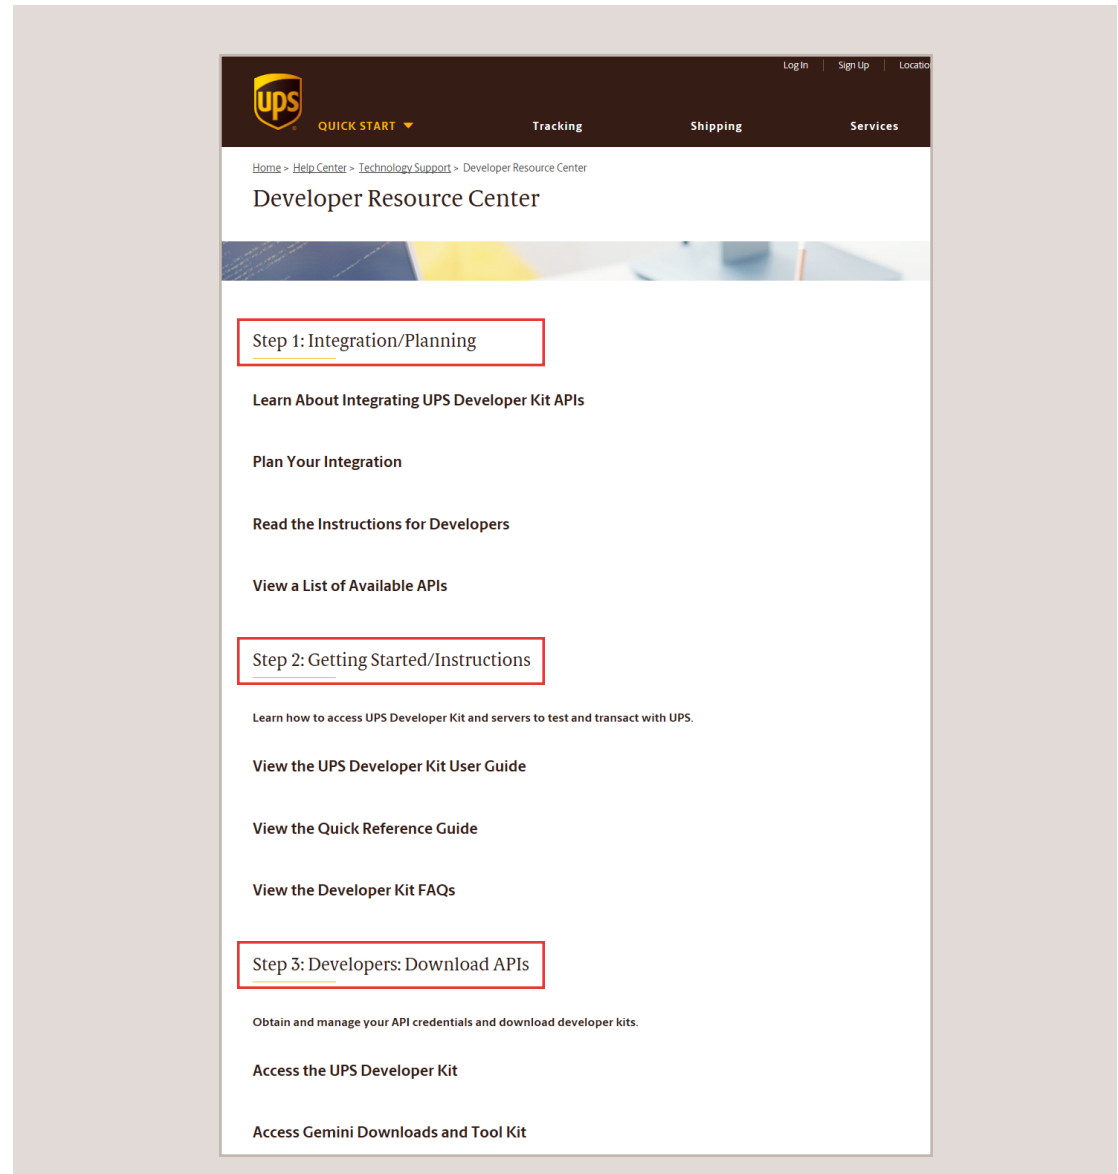 Log In Sign Up Locatio
ups
QUICK START Tracking Shipping Services
Home > Help Center > Technology Support > Developer Resource Center
Developer Resource Center
Step 1: Integration/Planning
Learn About Integrating UPS Developer Kit APIs
Plan Your Integration
Read the Instructions for Developers
View a List of Available APIs
Step 2: Getting Started/Instructions
Learn how to access UPS Developer Kit and servers to test and transact with UPS.
View the UPS Developer Kit User Guide
View the Quick Reference Guide
View the Developer Kit FAQs
Step 3: Developers: Download APIs
Obtain and manage your API credentials and download developer kits.
Access the UPS Developer Kit
Access Gemini Downloads and Tool Kit